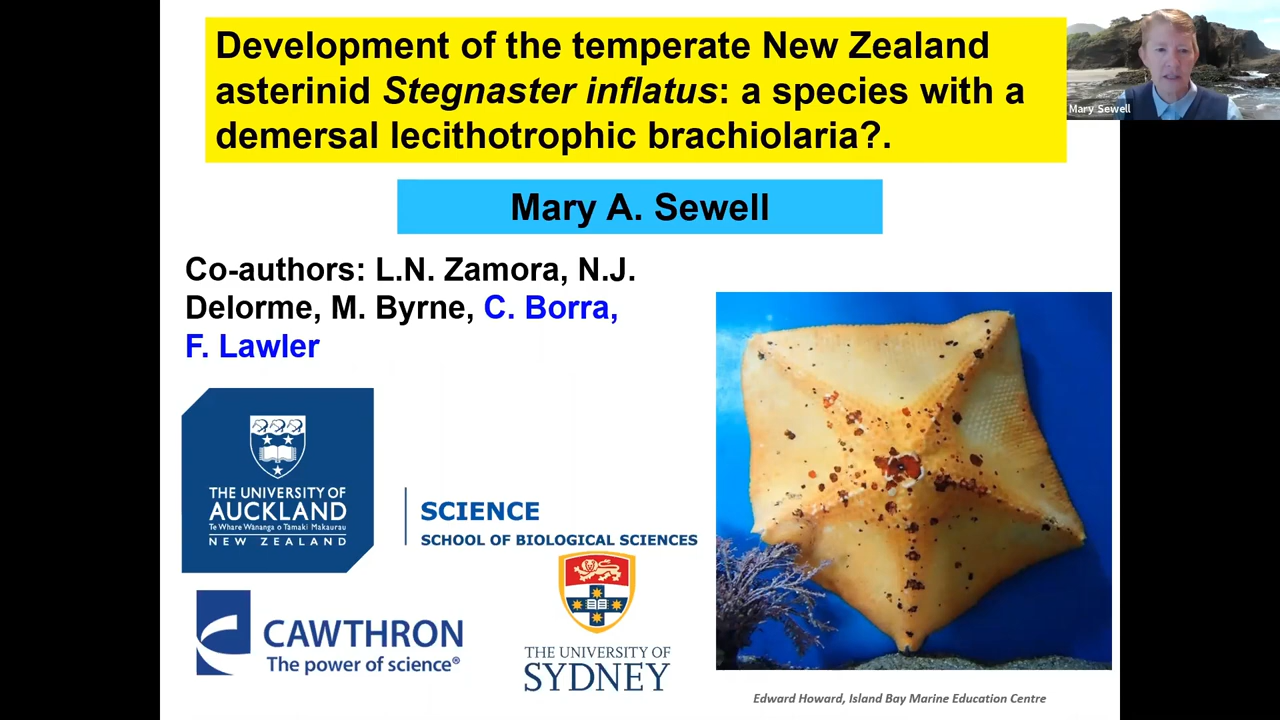 Development of the temperate New Zealand
asterinid Stegnaster inflatus: a species with a
demersal lecithotrophic brachiolaria?.
Mary Sewell
Mary A. Sewell
Co-authors: L.N. Zamora, N.J.
Delorme, M. Byrne, C. Borra,
F. Lawler
THE UNIVERSITY OF
AUCKLAND
Te Whare Wānanga o Tāmaki Makaurau
NEW ZEALAND
SCIENCE
SCHOOL OF BIOLOGICAL SCIENCES
CAWTHRON
The power of science®
THE UNIVERSITY OF
SYDNEY
Edward Howard, Island Bay Marine Education Centre